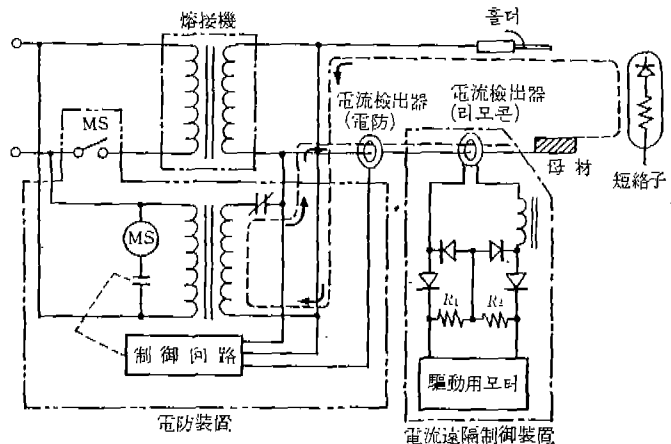 熔接機
홀더
MS
電流檢出器
(電防)
電流檢出器
(리모콘)
母材
短絡子
MS
R₁
R₂
制御回路
驅動用모터
電防裝置
電流遠隔制御裝置